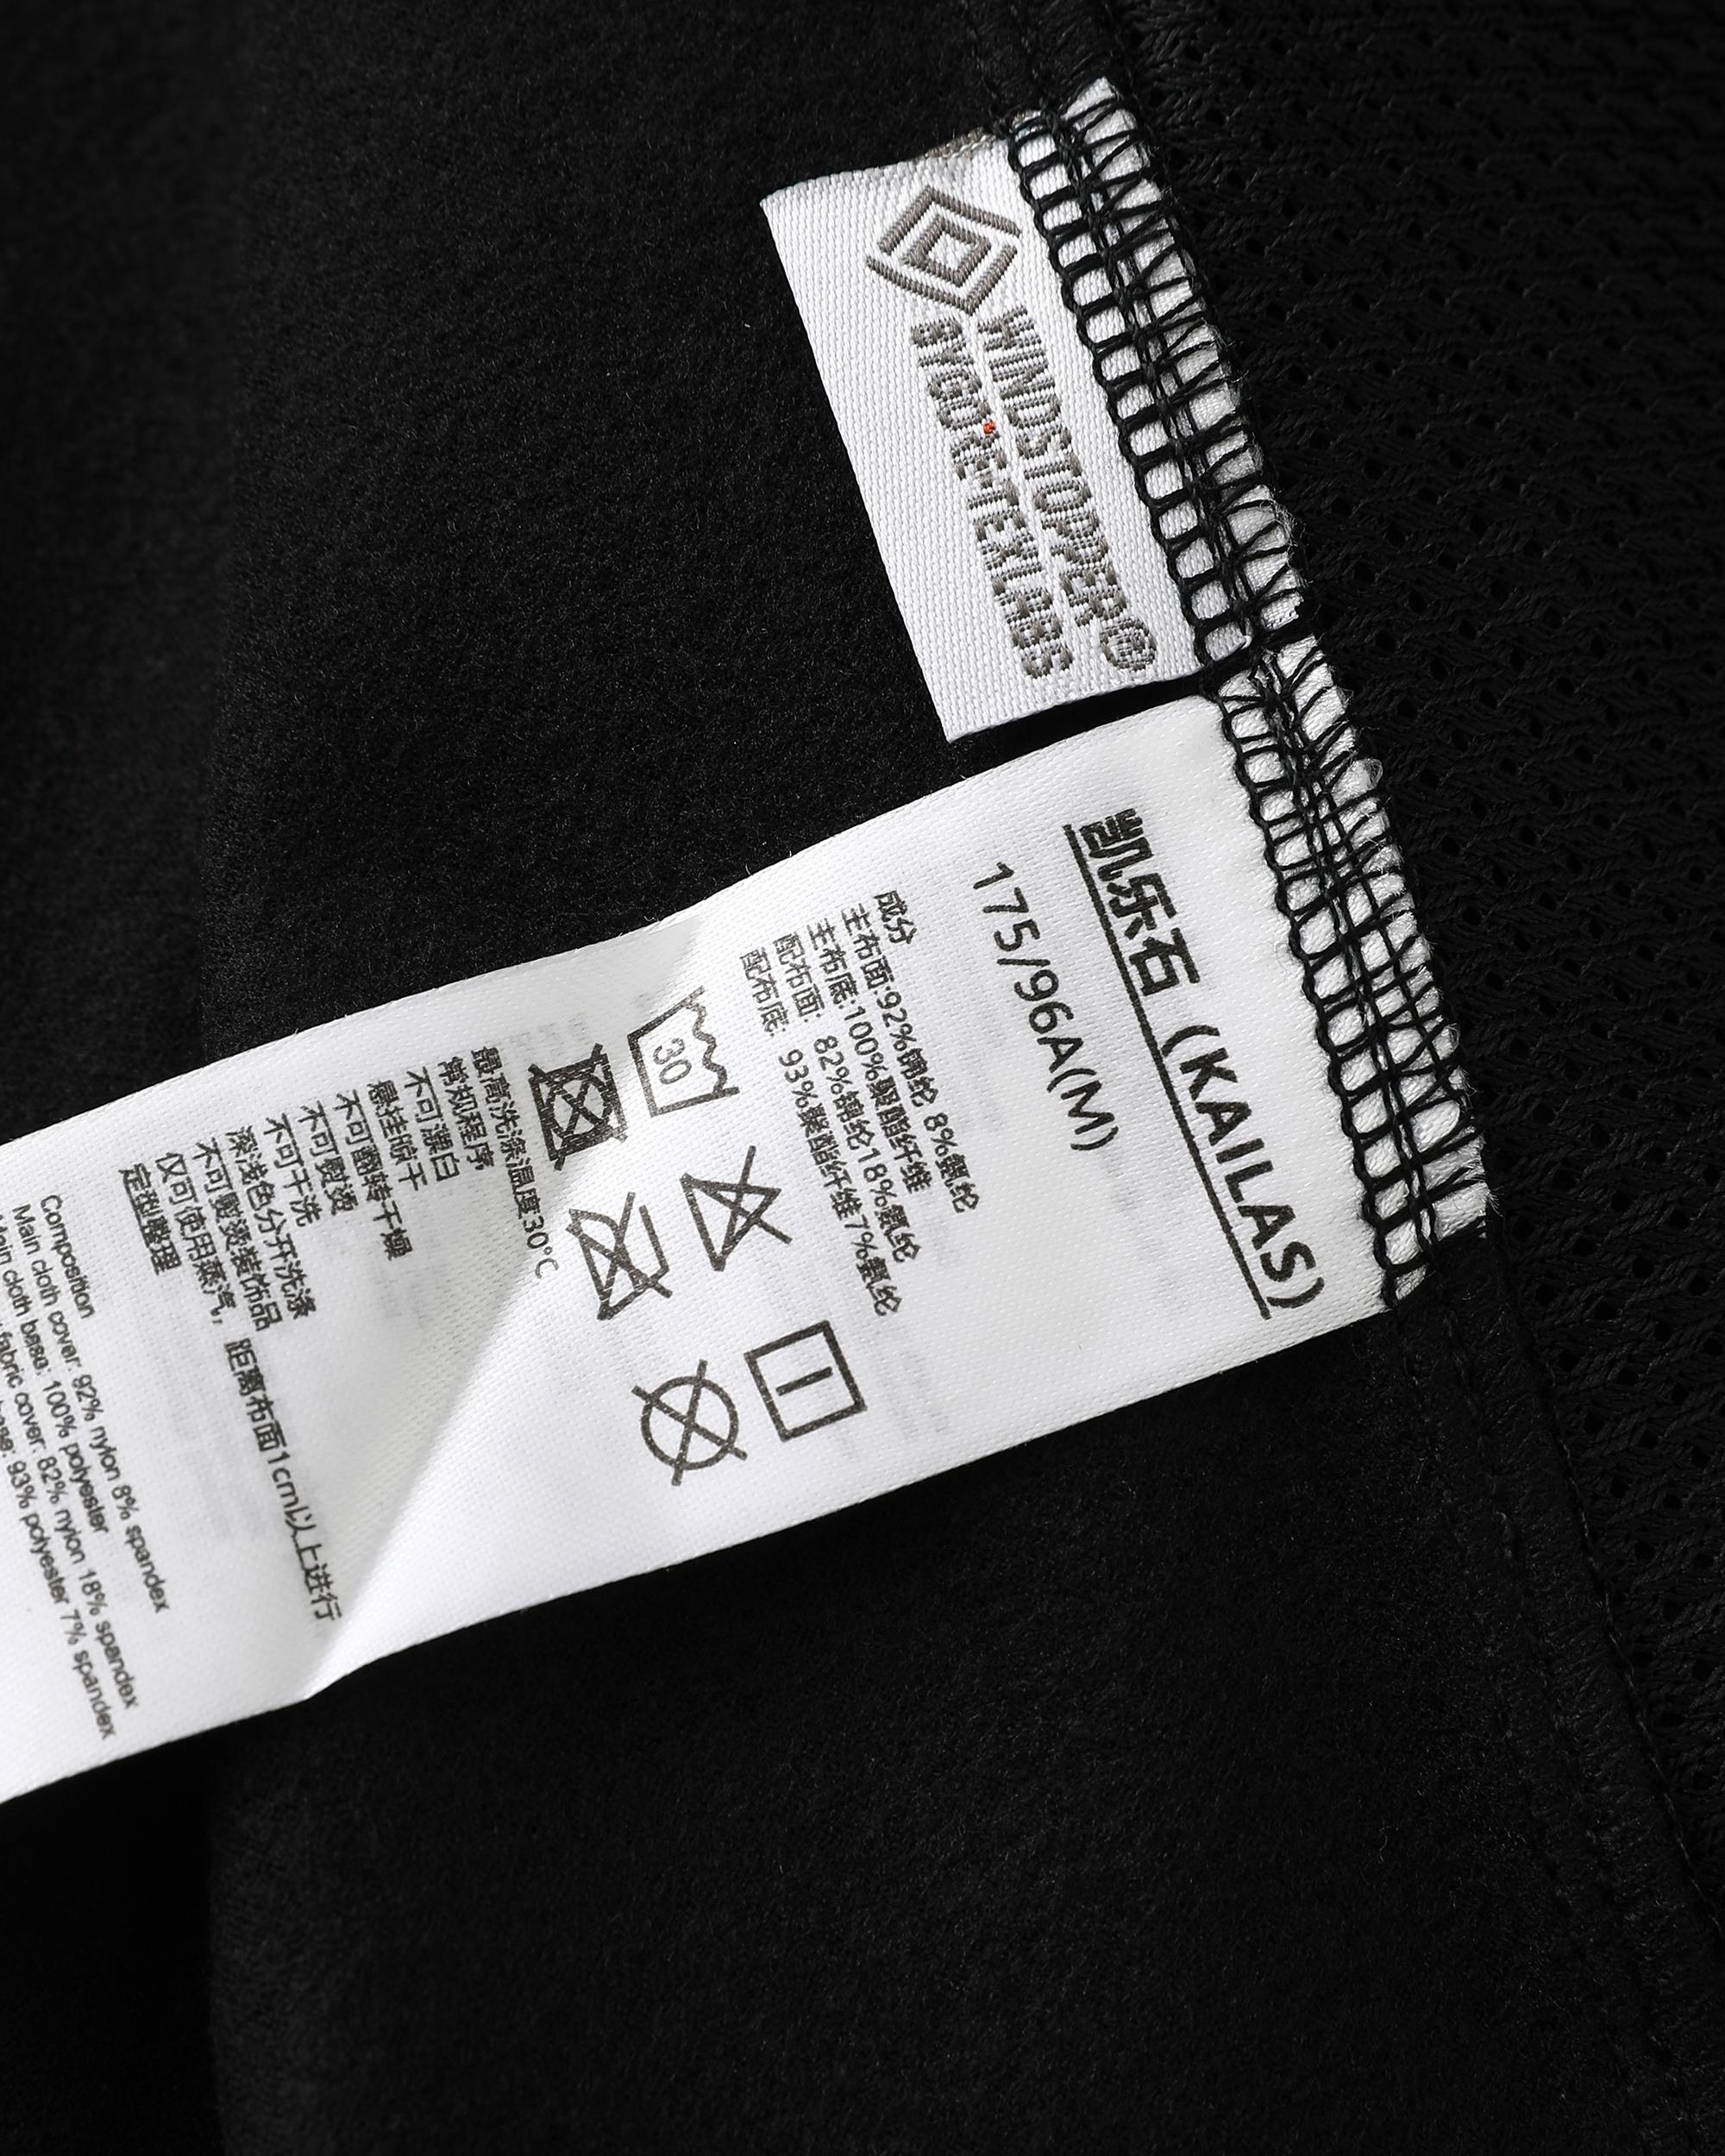 WINDSTOPPER®
BY GORE-TEX LABS
凯乐石 (KAILAS)
175/96A(M)
成分
主布面:92%锦纶 8%氨纶
主布底:100%聚酯纤维
配布面: 82%锦纶18%氨纶
配布底: 93%聚酯纤维7%氨纶
30
最高洗涤温度30℃
常规程序
不可漂白
悬挂晾干
不可翻转干燥
不可熨烫
不可干洗
深浅色分开洗涤
不可熨烫装饰品
仅可使用蒸汽, 距离布面1cm以上进行
定型整理
Composition
Main cloth cover: 92% nylon 8% spandex
Main cloth base: 100% polyester
fabric cover: 82% nylon 18% spandex
93% polyester 7% spandex